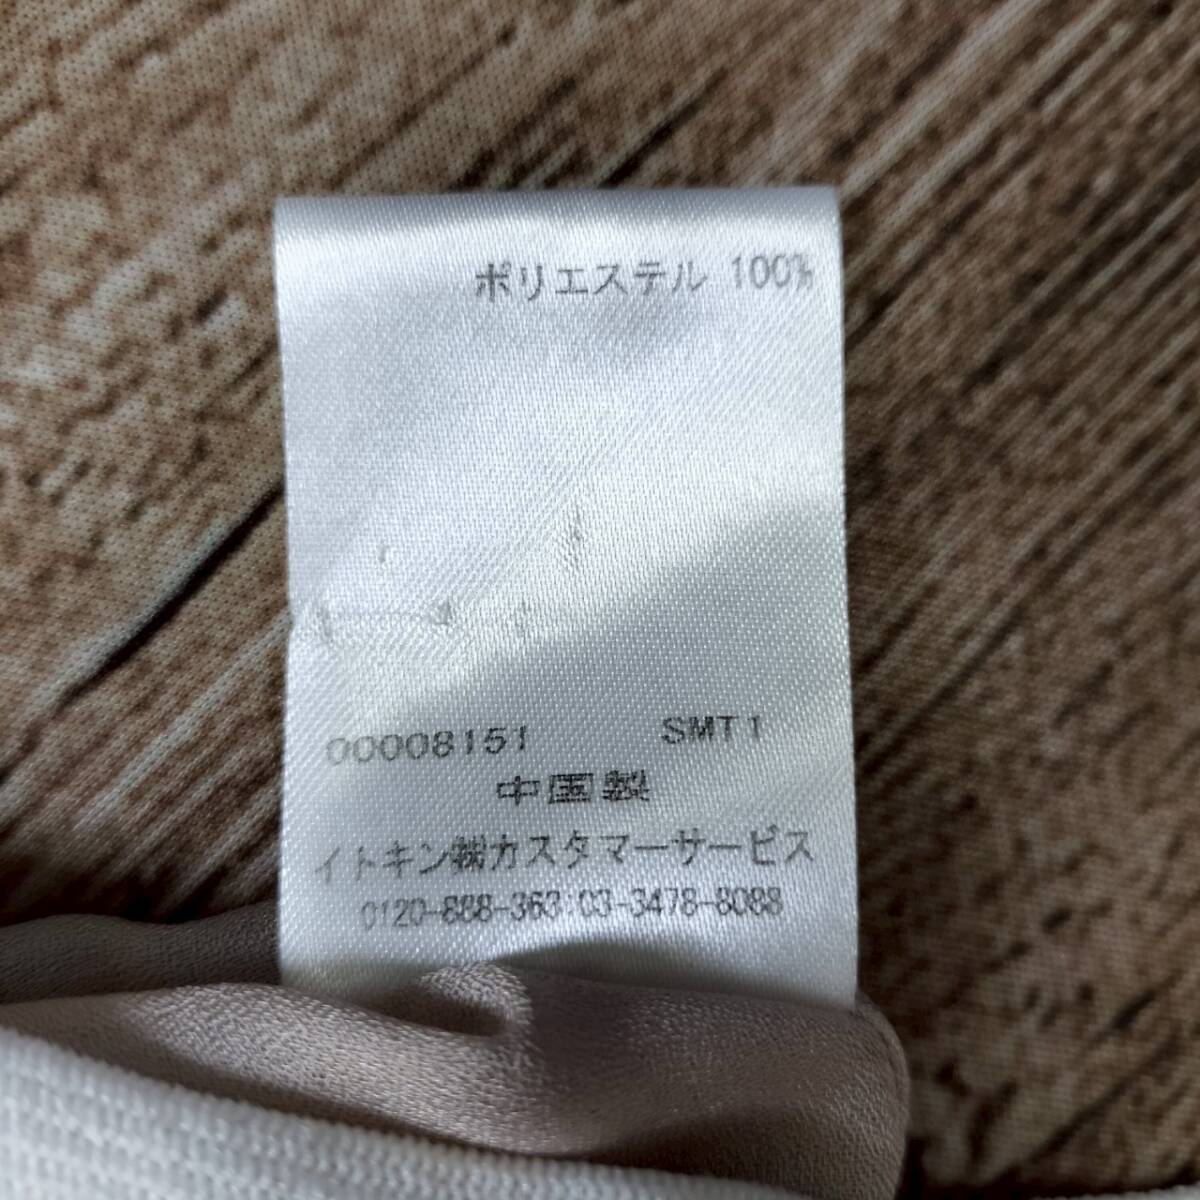 ポリエステル 100%
00008151 SMT1
中国製
イトキン㈱カスタマーサービス
0120-888-363:03-3478-8088